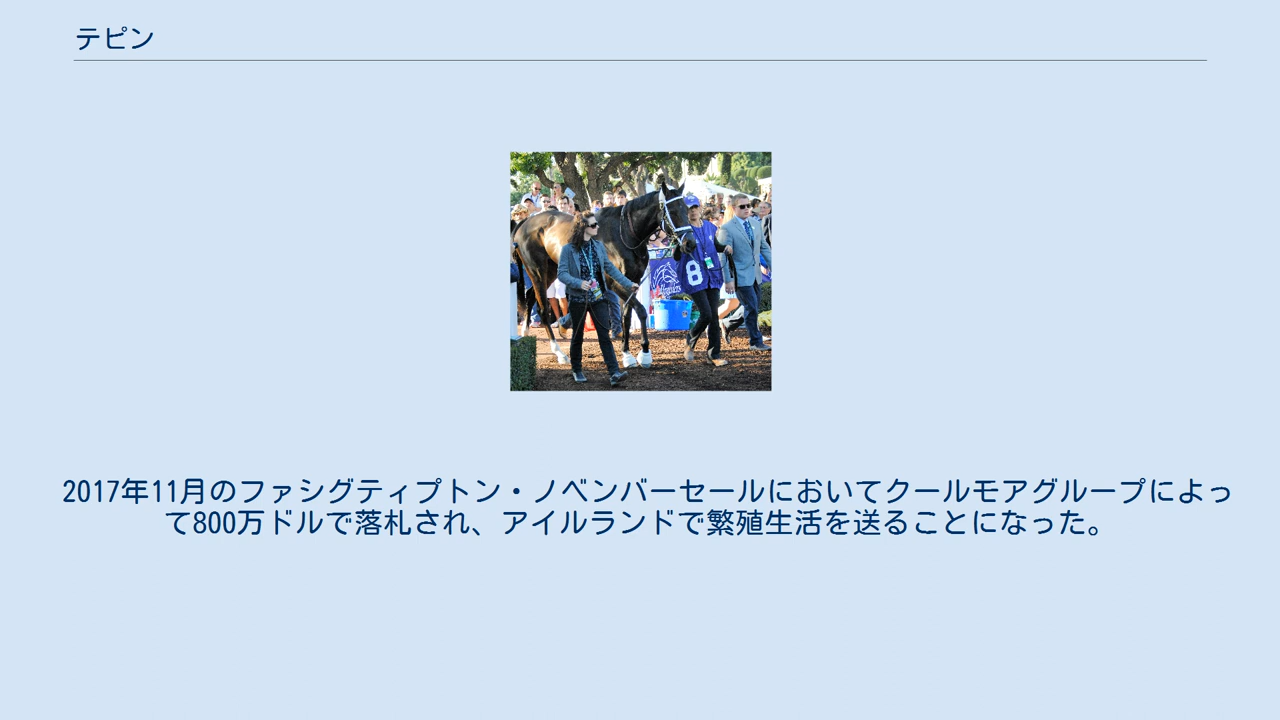 テピン
8
2017年11月のファシグティプトン・ノベンバーセールにおいてクールモアグループによっ
て800万ドルで落札され、アイルランドで繁殖生活を送ることになった。